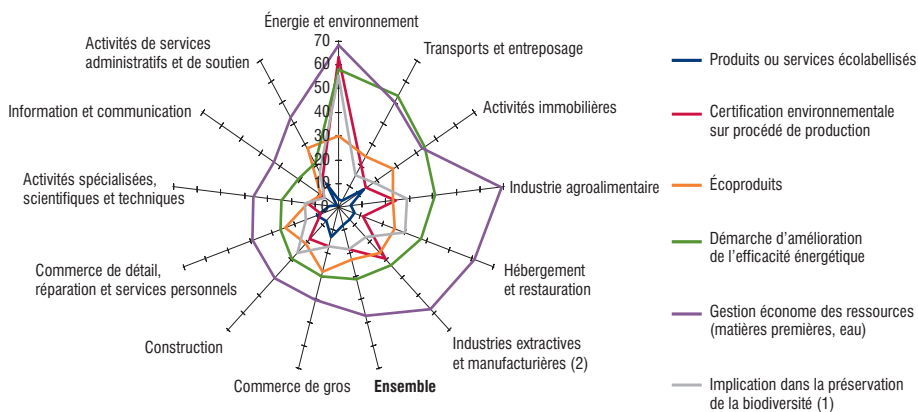 Énergie et environnement
Transports et entreposage
Activités immobilières
Industrie agroalimentaire
Hébergement
et restauration
Industries extractives
et manufacturières (2)
Ensemble
Commerce de gros
Construction
Commerce de détail,
réparation et services personnels
Activités spécialisées,
scientifiques et techniques
Information et communication
Activités de services
administratifs et de soutien
70
60
50
40
30
20
10
0
Produits ou services écolabellisés
Certification environnementale
sur procédé de production
Écoproduits
Démarche d'amélioration
de l'efficacité énergétique
Gestion économe des ressources
(matières premières, eau)
Implication dans la préservation
de la biodiversité (1)